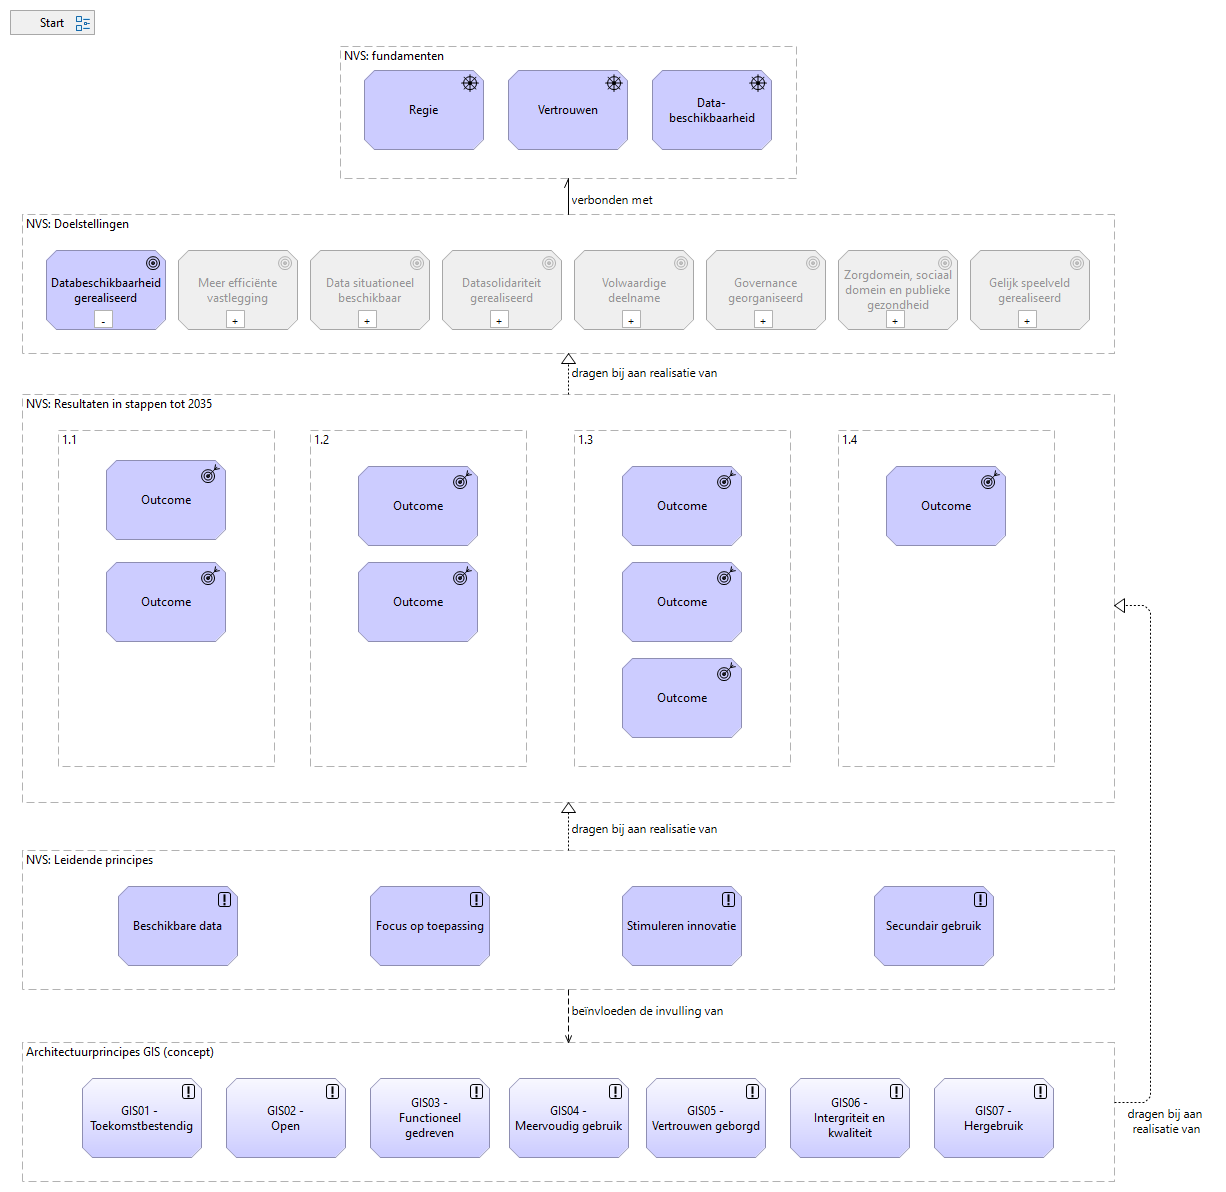 Start
NVS: fundamenten
Regie
Vertrouwen
Data-
beschikbaarheid
verbonden met
NVS: Doelstellingen
Databeschikbaarheid
gerealiseerd
-
Meer efficiënte
vastlegging
+
Data situationeel
beschikbaar
+
Datasolidariteit
gerealiseerd
+
Volwaardige
deelname
+
Governance
georganiseerd
+
Zorgdomein, sociaal
domein en publieke
gezondheid
+
Gelijk speelveld
gerealiseerd
+
dragen bij aan realisatie van
NVS: Resultaten in stappen tot 2035
1.1
Outcome
Outcome
1.2
Outcome
Outcome
1.3
Outcome
Outcome
Outcome
1.4
Outcome
dragen bij aan realisatie van
NVS: Leidende principes
Beschikbare data
Focus op toepassing
Stimuleren innovatie
Secundair gebruik
beïnvloeden de invulling van
Architectuurprincipes GIS (concept)
GIS01 -
Toekomstbestendig
GIS02 -
Open
GIS03 -
Functioneel
gedreven
GIS04 -
Meervoudig gebruik
GIS05 -
Vertrouwen geborgd
GIS06 -
Intergriteit en
kwaliteit
GIS07 -
Hergebruik
dragen bij aan
realisatie van